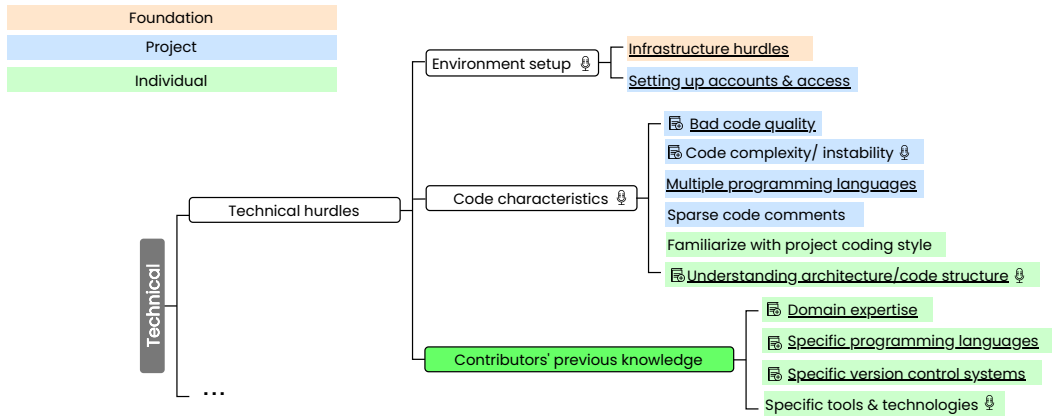 Foundation
Project
Individual
Technical
Technical hurdles
...
Environment setup
Infrastructure hurdles
Setting up accounts & access
Code characteristics
Bad code quality
Code complexity/ instability
Multiple programming languages
Sparse code comments
Familiarize with project coding style
Understanding architecture/code structure
Contributors' previous knowledge
Domain expertise
Specific programming languages
Specific version control systems
Specific tools & technologies